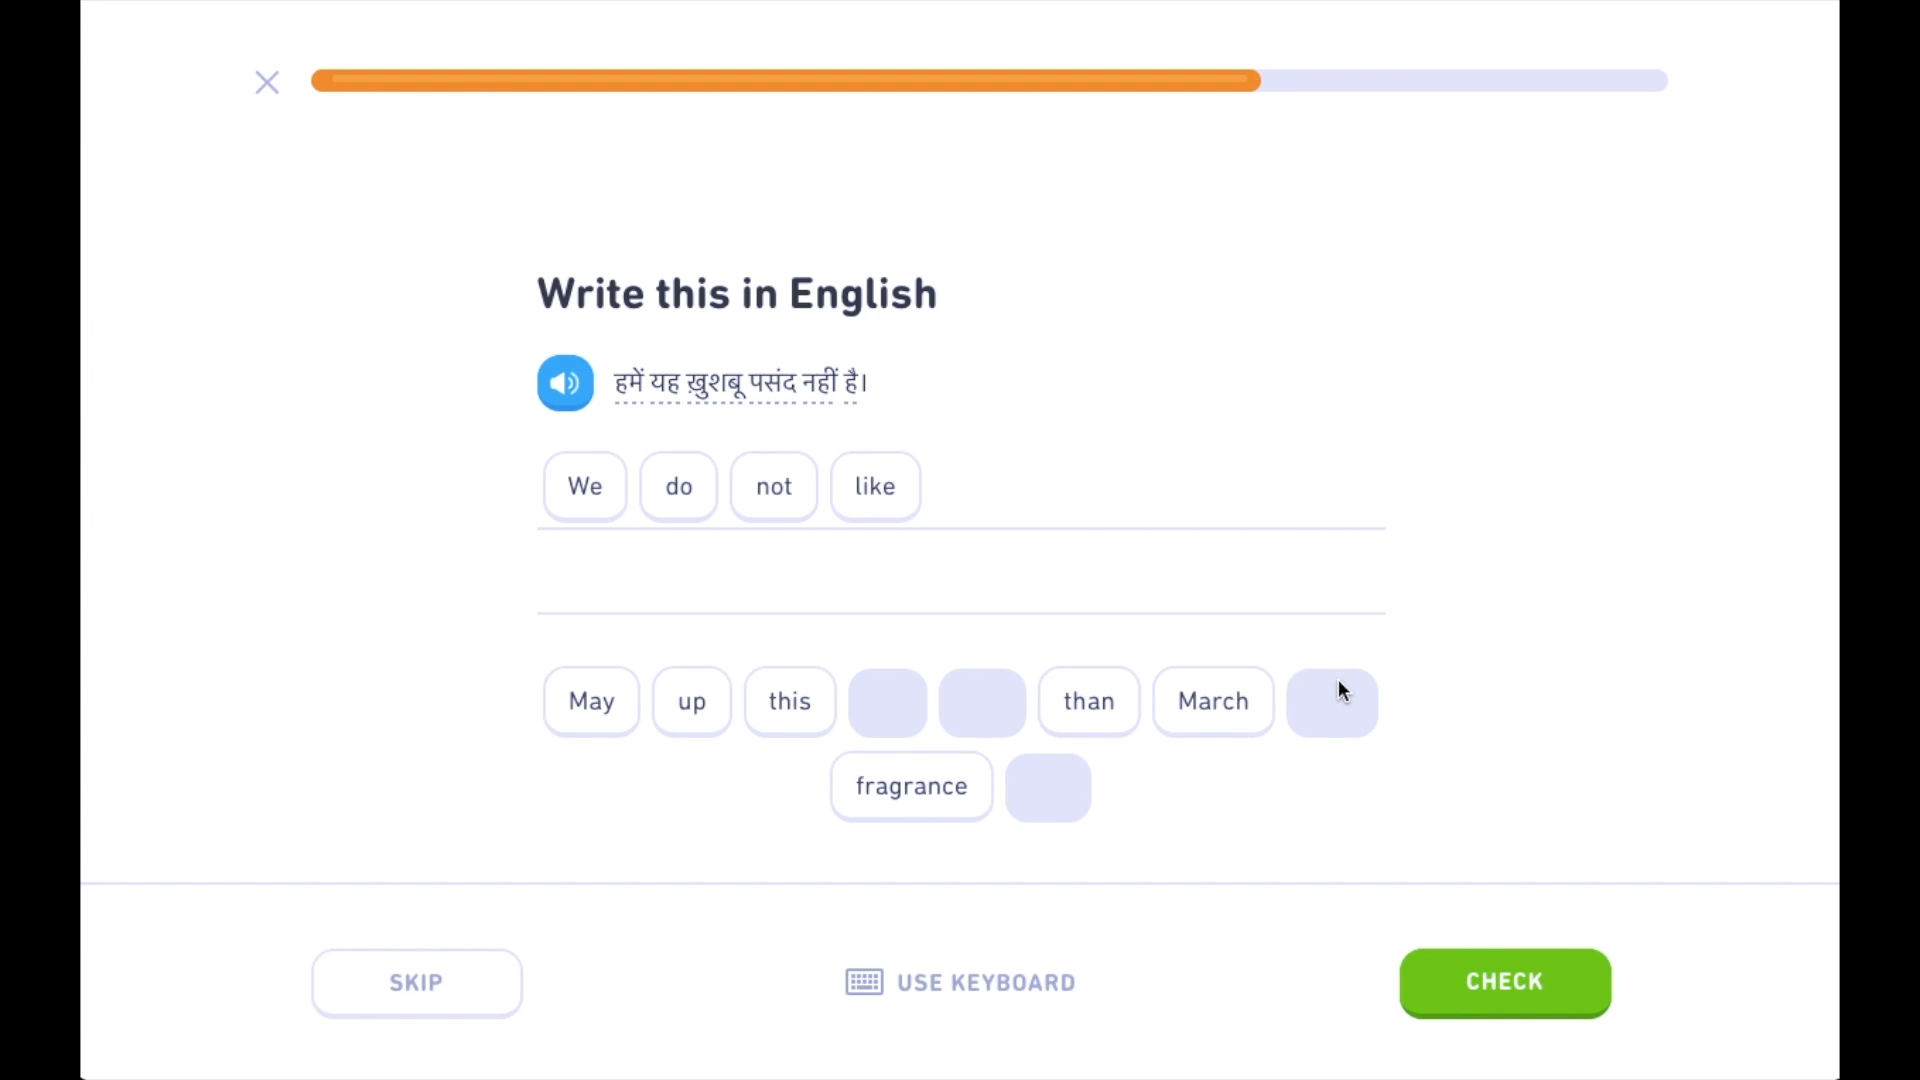 Write this in English
हमें यह ख़ुशबू पसंद नहीं है।
We do not like
May up this than March
fragrance
SKIP USE KEYBOARD CHECK